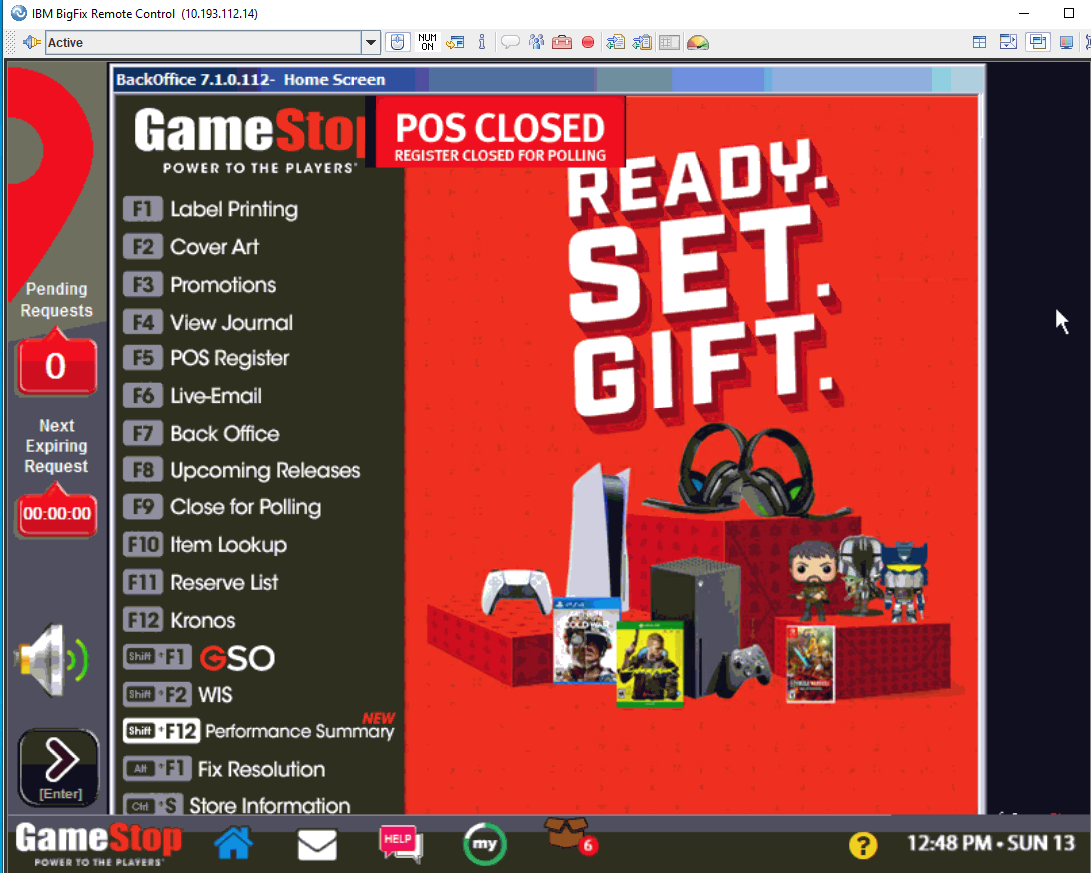 IBM BigFix Remote Control (10.193.112.14)
Active
NUM
ON
BackOffice 7.1.0.112- Home Screen
GameStop
POWER TO THE PLAYERS'
POS CLOSED
REGISTER CLOSED FOR POLLING
READY.
SET.
GIFT.
Pending
Requests
0
Next
Expiring
Request
00:00:00
[Enter]
F1 Label Printing
F2 Cover Art
F3 Promotions
F4 View Journal
F5 POS Register
F6 Live-Email
F7 Back Office
F8 Upcoming Releases
F9 Close for Polling
F10 Item Lookup
F11 Reserve List
F12 Kronos
Shift +F1 GSO
Shift +F2 WIS
NEW
Shift +F12 Performance Summary
Alt +F1 Fix Resolution
Ctrl +S Store Information
COLD WAR
GameStop
POWER TO THE PLAYERS'
HELP
my
6
?
12:48 PM • SUN 13